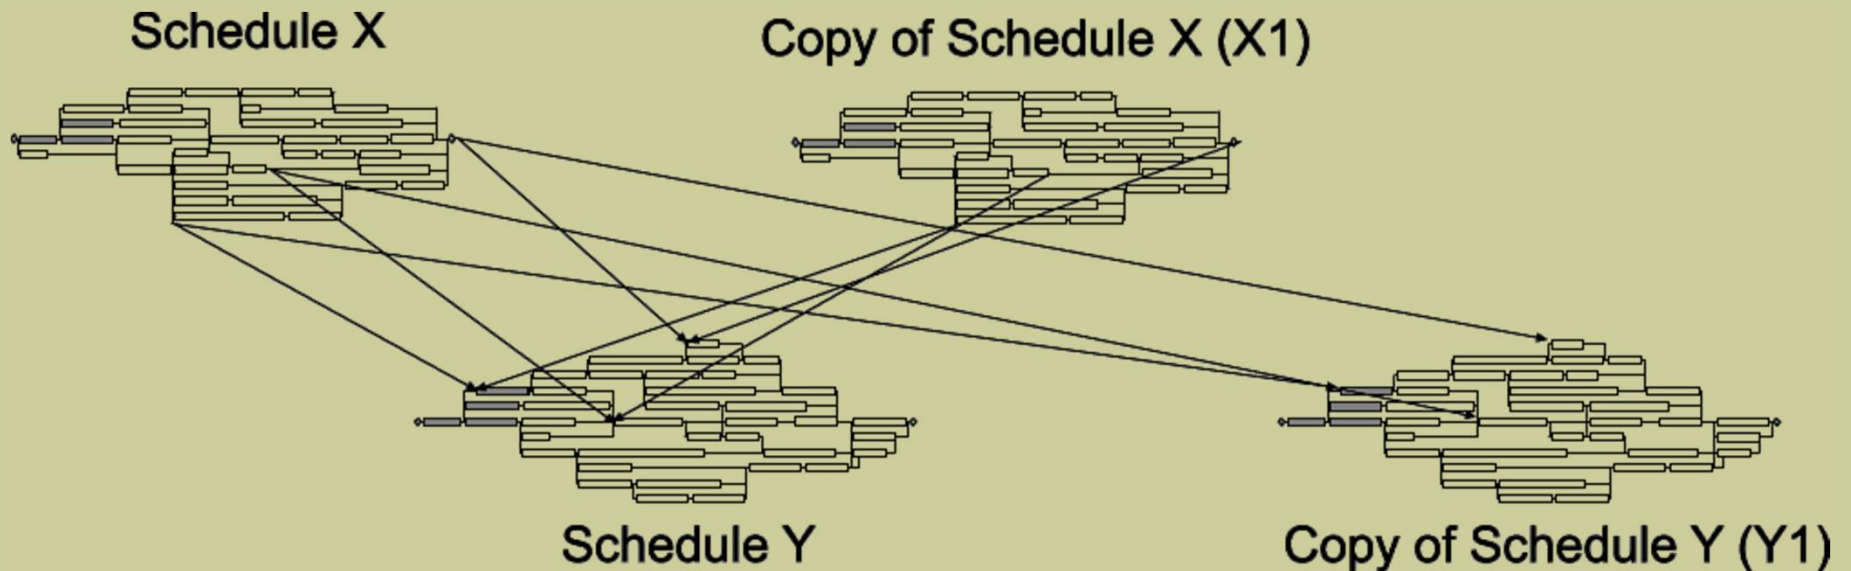 Schedule X
Copy of Schedule X (X1)
Schedule Y
Copy of Schedule Y (Y1)